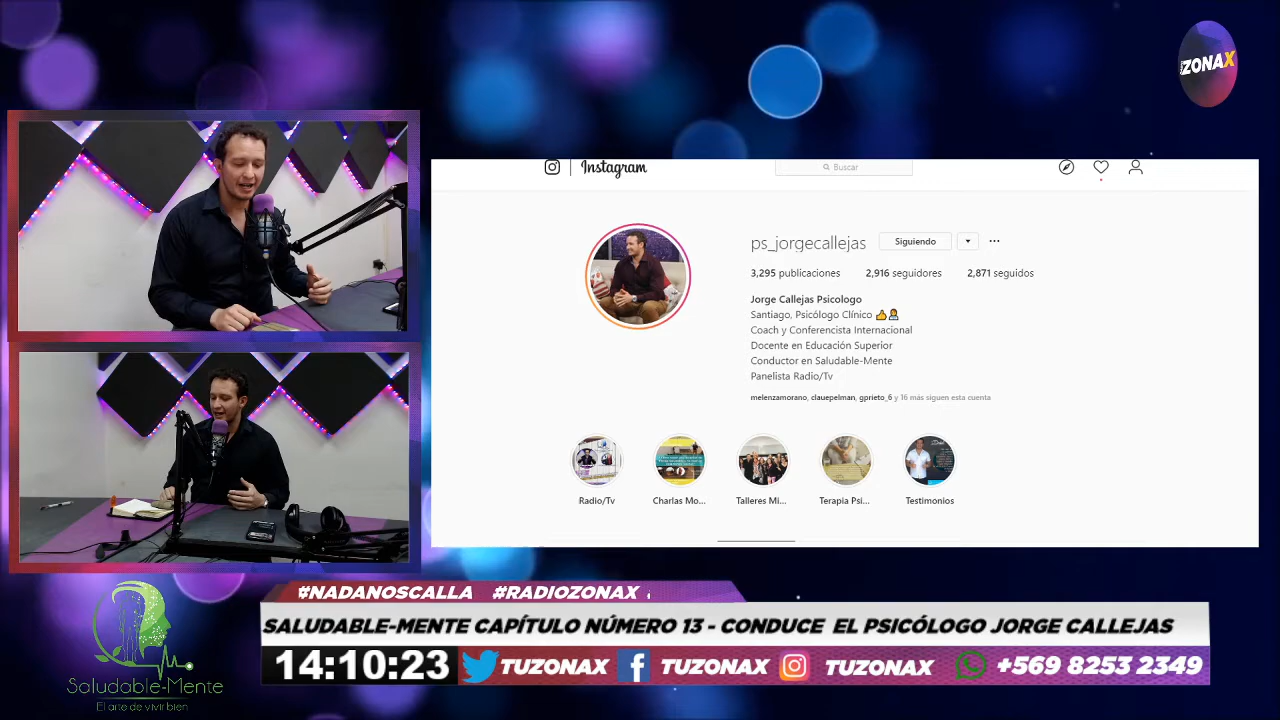 ZONAX
Instagram
Buscar
ps_jorgecallejas
Siguiendo
3,295 publicaciones
2,916 seguidores
2,871 seguidos
Jorge Callejas Psicologo
Santiago, Psicólogo Clínico 👍
Coach y Conferencista Internacional
Docente en Educación Superior
Conductor en Saludable-Mente
Panelista Radio/Tv
melenzamorano, clauepelman, gprieto_6 y 16 más siguen esta cuenta
Radio/Tv
Charlas Mo...
Talleres Mi...
Terapia Psi...
Testimonios
#NADANOSCALLA #RADIOZONAX
SALUDABLE-MENTE CAPÍTULO NÚMERO 13 - CONDUCE EL PSICÓLOGO JORGE CALLEJAS
14:10:23 TUZONAX TUZONAX TUZONAX +569 8253 2349
Saludable-Mente
El arte de vivir bien